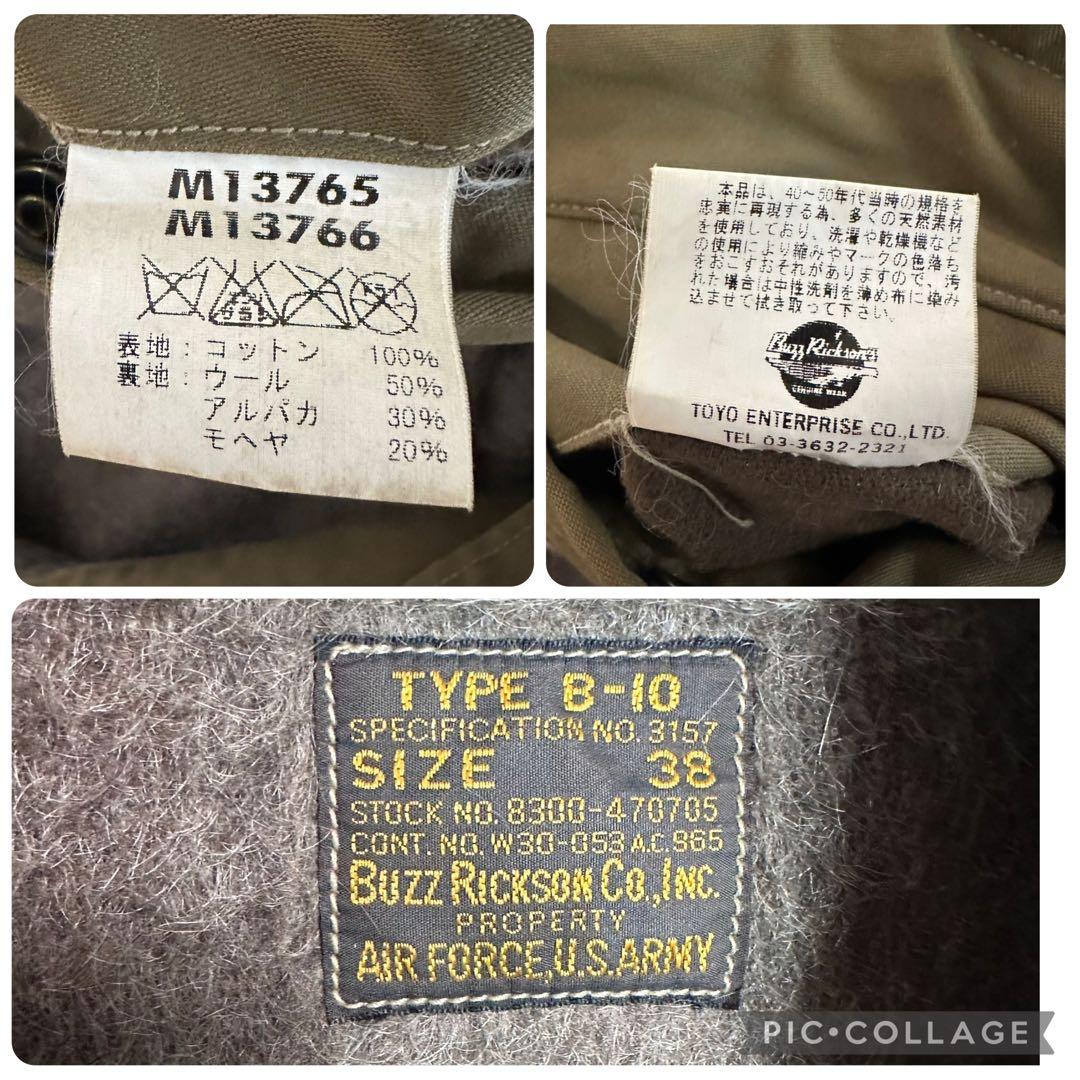 M13765
M13766
表地：コットン 100%
裏地：ウール 50%
アルパカ 30%
モヘヤ 20%
本品は、40〜50年代当時の規格を
忠実に再現する為、多くの天然素材
を使用しており、洗濯や乾燥機など
の使用により縮みやマークの色落ち
をおこすおそれがありますので、汚
れた場合は中性洗剤を薄め布に染み
込ませて拭き取って下さい。
Buzz Rickson's
GENUINE WEAR
TOYO ENTERPRISE CO.,LTD.
TEL 03-3632-2321
TYPE B-10
SPECIFICATION NO. 3157
SIZE 38
STOCK NO. 8300-470705
CONT. NO. W30-053 A.C. 965
BUZZ RICKSON CO., INC.
PROPERTY
AIR FORCE, U.S. ARMY
PIC•COLLAGE